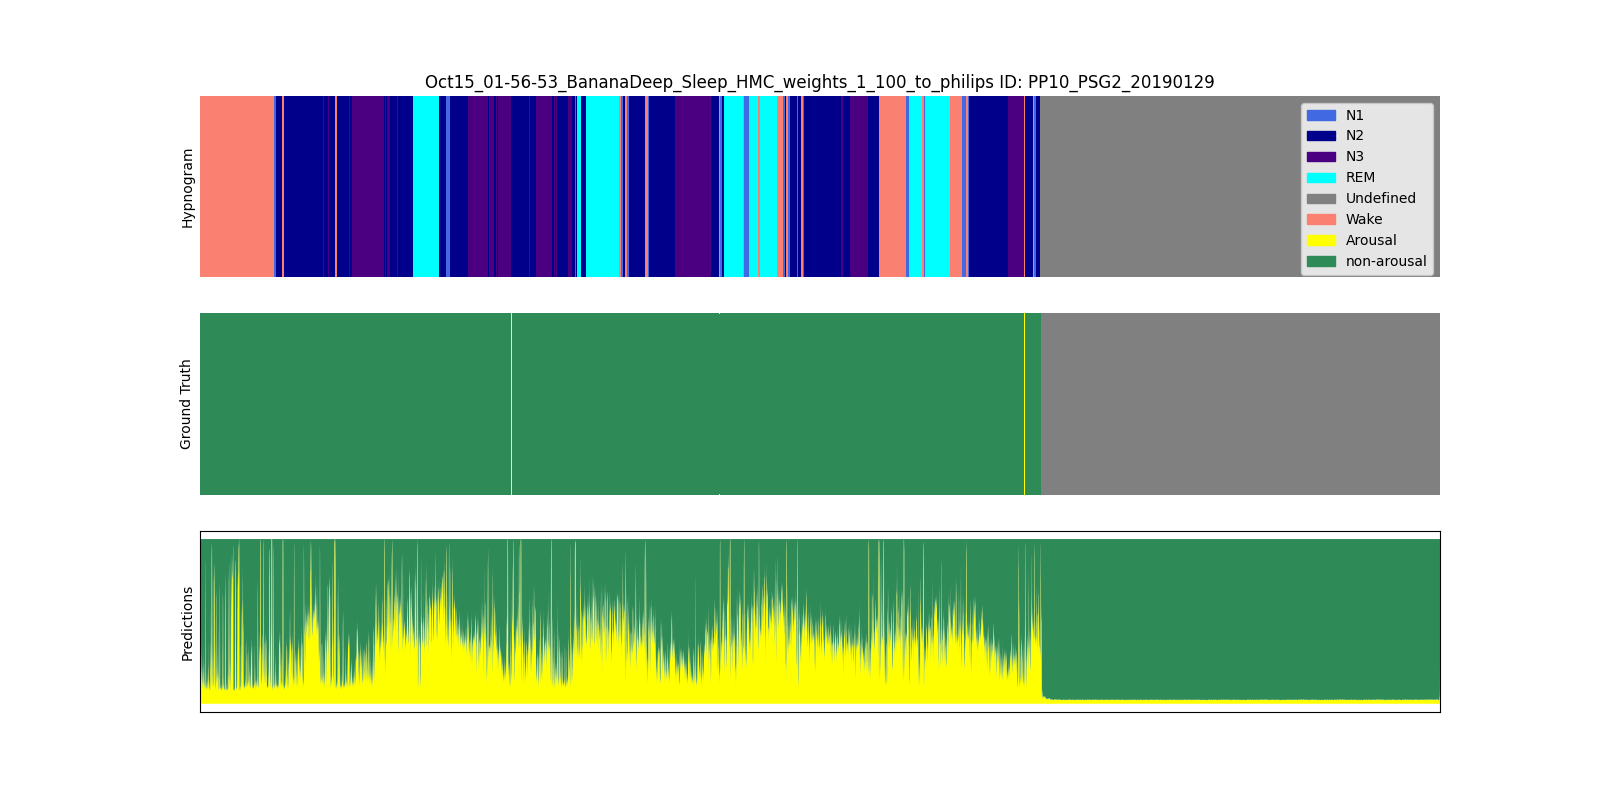 Oct15_01-56-53_BananaDeep_Sleep_HMC_weights_1_100_to_philips ID: PP10_PSG2_20190129
Hypnogram
N1
N2
N3
REM
Undefined
Wake
Arousal
non-arousal
Ground Truth
Predictions